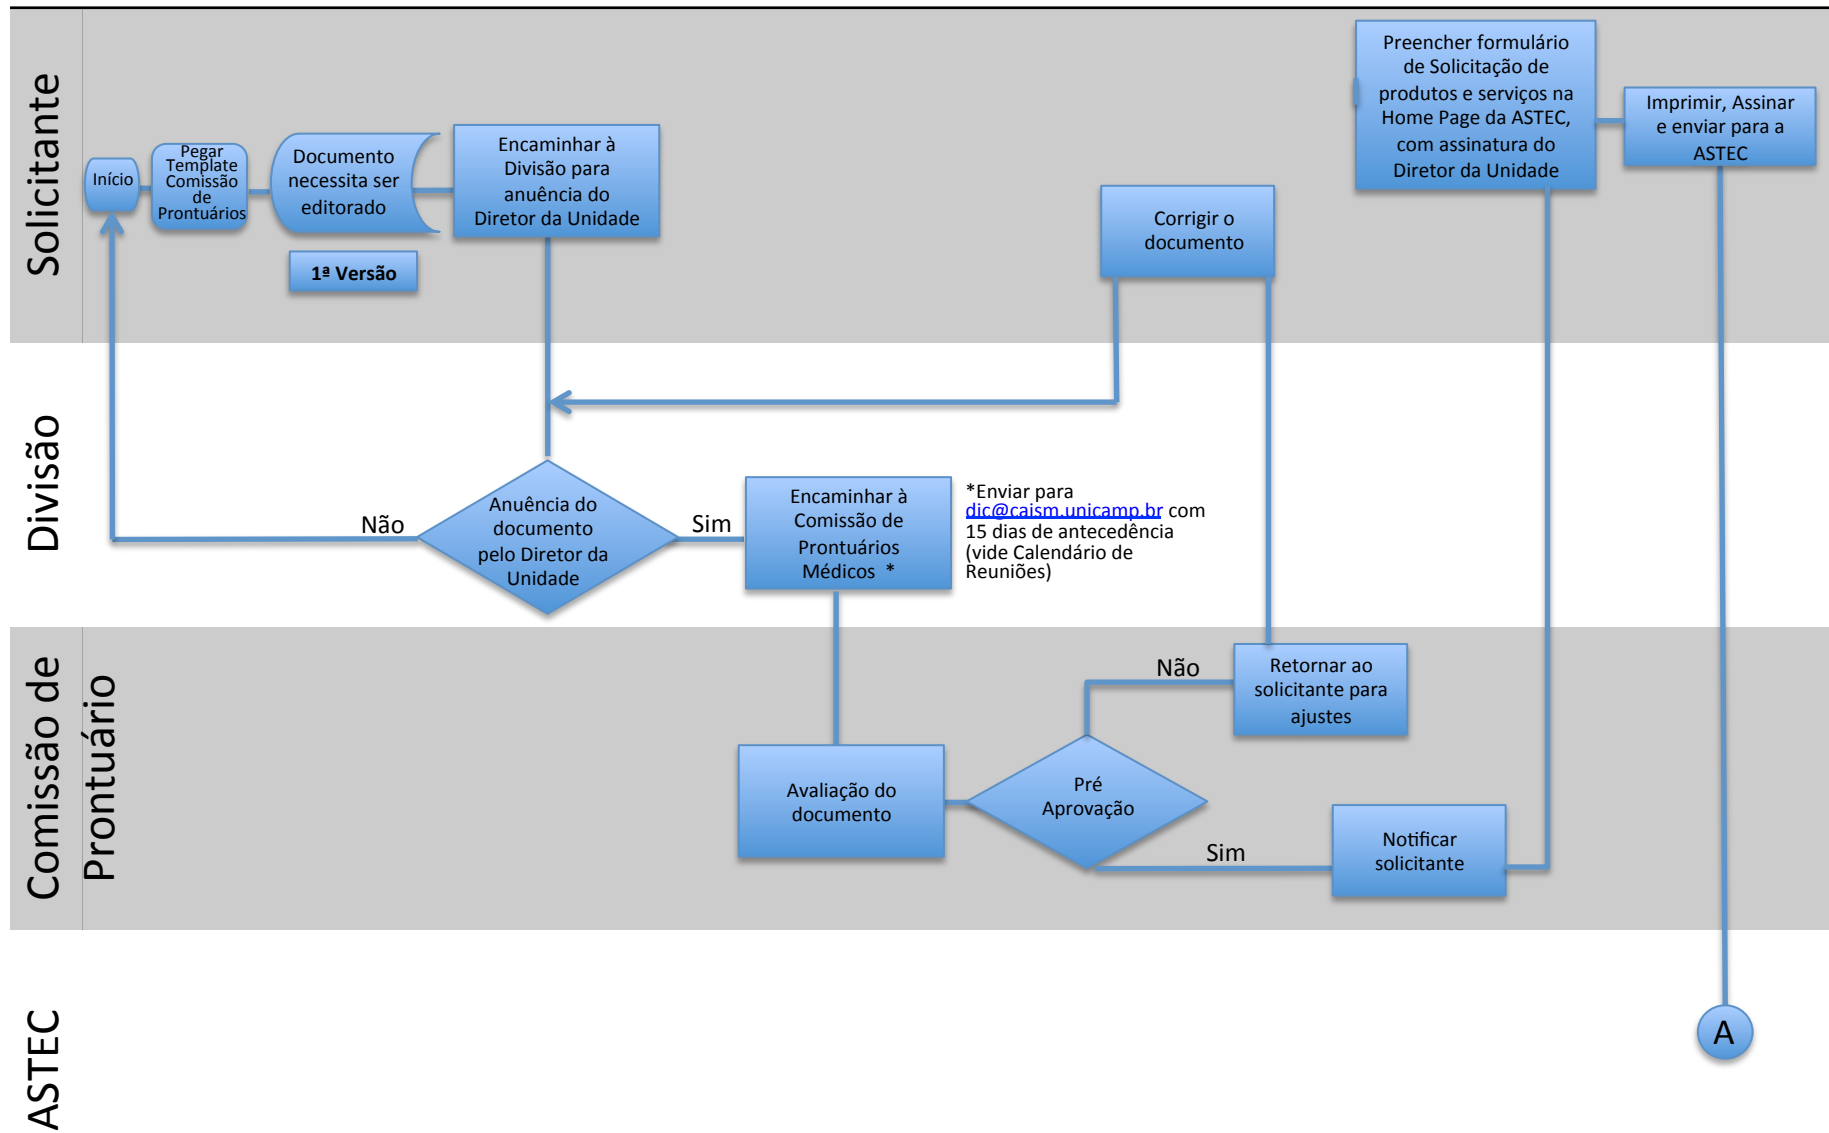 Solicitante
Início
Pegar
Template
Comissão
de
Prontuários
Documento
necessita ser
editorado
1ª Versão
Encaminhar à
Divisão para
anuência do
Diretor da Unidade
Corrigir o
documento
Preencher formulário
de Solicitação de
produtos e serviços na
Home Page da ASTEC,
com assinatura do
Diretor da Unidade
Imprimir, Assinar
e enviar para a
ASTEC
Divisão
Não
Anuência do
documento
pelo Diretor da
Unidade
Sim
Encaminhar à
Comissão de
Prontuários
Médicos *
*Enviar para
dic@caism.unicamp.br com
15 dias de antecedência
(vide Calendário de
Reuniões)
Comissão de
Prontuário
Avaliação do
documento
Pré
Aprovação
Não
Retornar ao
solicitante para
ajustes
Sim
Notificar
solicitante
ASTEC
A